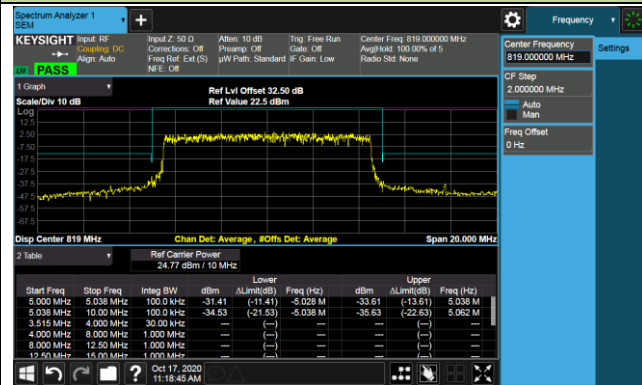 Spectrum Analyzer 1
SEM
+
Frequency
KEYSIGHT
Input: RF
Coupling: DC
Align: Auto
Input Z: 50 Ω
Corrections: Off
Freq Ref: Ext (S)
NFE: Off
Atten: 10 dB
Preamp: Off
µW Path: Standard
Trig: Free Run
Gate: Off
IF Gain: Low
Center Freq: 819.000000 MHz
Avg|Hold: 100.00% of 5
Radio Std: None
PASS
Center Frequency
819.000000 MHz
Settings
CF Step
2.000000 MHz
Auto
Man
Freq Offset
0 Hz
1 Graph
Scale/Div 10 dB
Ref Lvl Offset 32.50 dB
Ref Value 22.5 dBm
Log
12.5
2.50
-7.50
-17.5
-27.5
-37.5
-47.5
-57.5
-67.5
Disp Center 819 MHz
Chan Det: Average , #Offs Det: Average
Span 20.000 MHz
2 Table
Ref Carrier Power
24.77 dBm / 10 MHz
Lower Upper
Start Freq Stop Freq Integ BW dBm ΔLimit(dB) Freq (Hz) dBm ΔLimit(dB) Freq (Hz)
5.000 MHz 5.038 MHz 100.0 kHz -31.41 (-11.41) -5.028 M -33.61 (-13.61) 5.038 M
5.038 MHz 10.00 MHz 100.0 kHz -34.53 (-21.53) -5.038 M -35.63 (-22.63) 5.062 M
3.515 MHz 4.000 MHz 30.00 kHz --- (---) --- --- (---) ---
4.000 MHz 8.000 MHz 1.000 MHz --- (---) --- --- (---) ---
8.000 MHz 12.50 MHz 1.000 MHz --- (---) --- --- (---) ---
12.50 MHz 15.00 MHz 1.000 MHz --- (---) --- --- (---) ---
?
Oct 17, 2020
11:18:45 AM